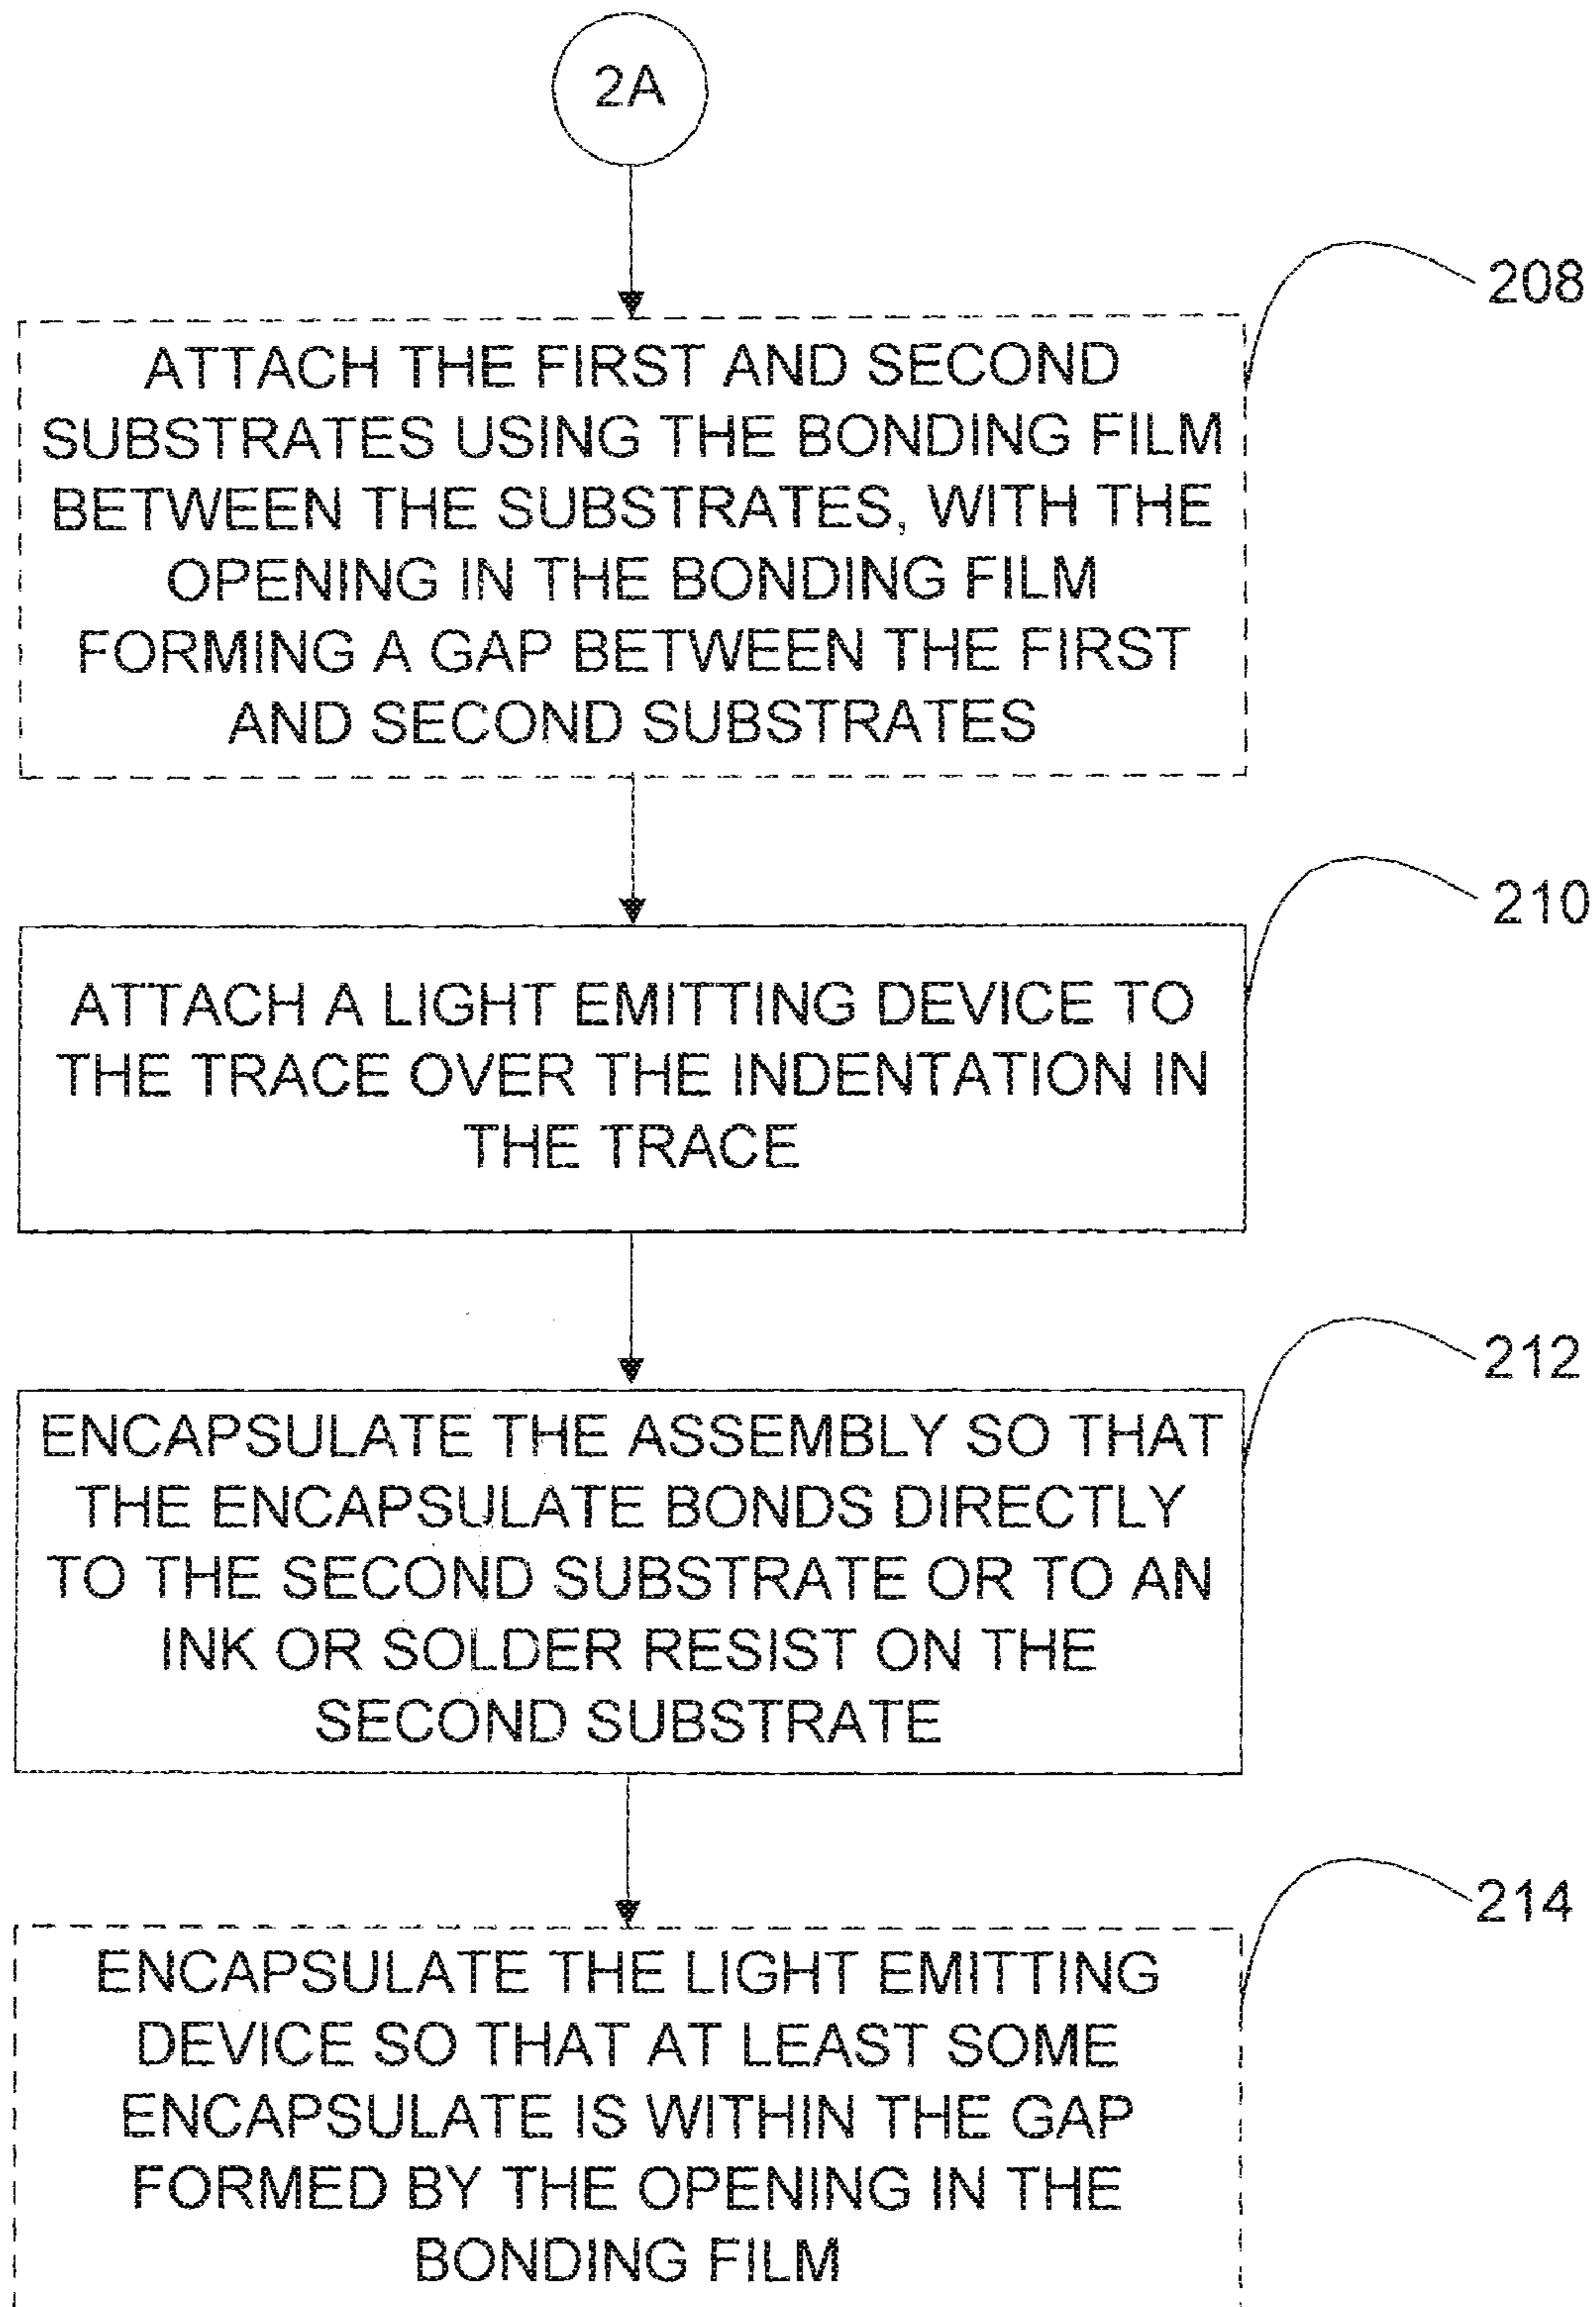 2A
208
ATTACH THE FIRST AND SECOND
SUBSTRATES USING THE BONDING FILM
BETWEEN THE SUBSTRATES, WITH THE
OPENING IN THE BONDING FILM
FORMING A GAP BETWEEN THE FIRST
AND SECOND SUBSTRATES
210
ATTACH A LIGHT EMITTING DEVICE TO
THE TRACE OVER THE INDENTATION IN
THE TRACE
212
ENCAPSULATE THE ASSEMBLY SO THAT
THE ENCAPSULATE BONDS DIRECTLY
TO THE SECOND SUBSTRATE OR TO AN
INK OR SOLDER RESIST ON THE
SECOND SUBSTRATE
214
ENCAPSULATE THE LIGHT EMITTING
DEVICE SO THAT AT LEAST SOME
ENCAPSULATE IS WITHIN THE GAP
FORMED BY THE OPENING IN THE
BONDING FILM